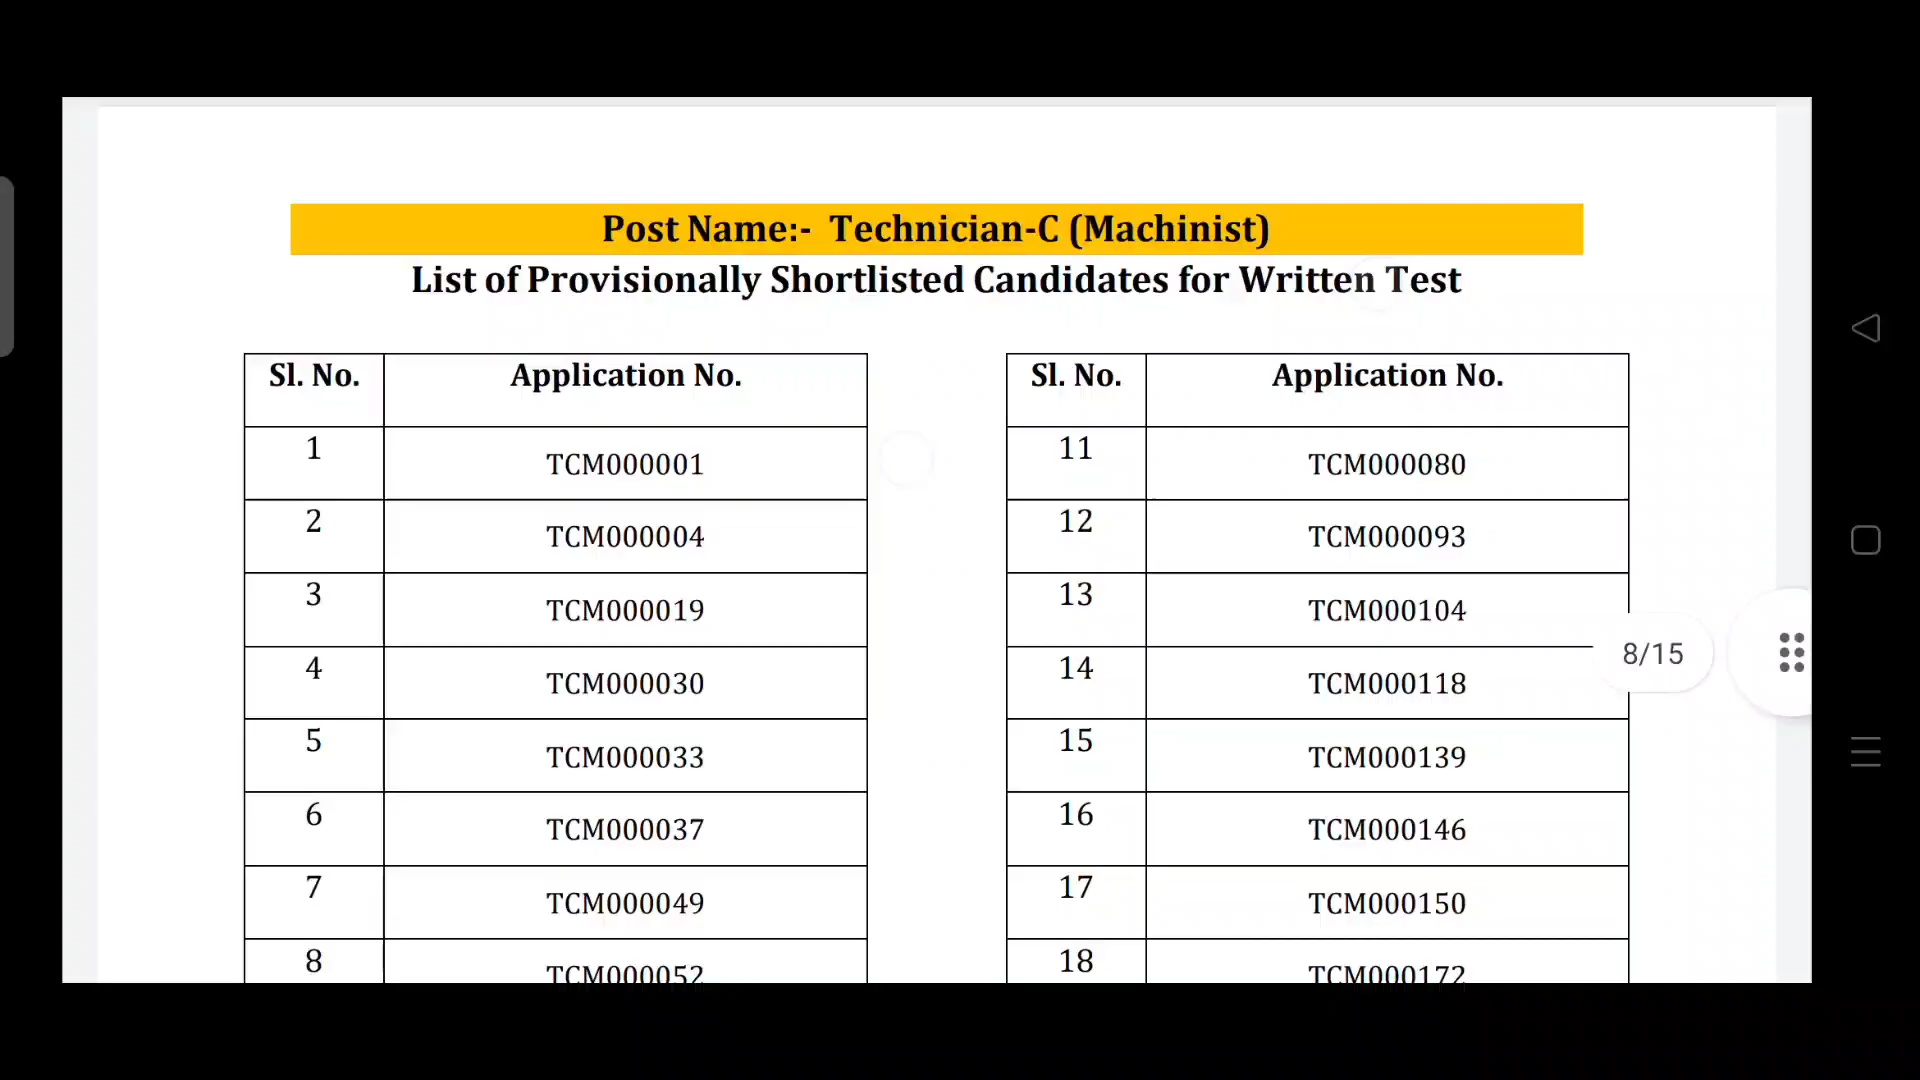 Post Name:- Technician-C (Machinist)
List of Provisionally Shortlisted Candidates for Written Test
Sl. No. Application No.
1 TCM000001
2 TCM000004
3 TCM000019
4 TCM000030
5 TCM000033
6 TCM000037
7 TCM000049
8 TCM000052
Sl. No. Application No.
11 TCM000080
12 TCM000093
13 TCM000104
14 TCM000118
15 TCM000139
16 TCM000146
17 TCM000150
18 TCM000172
8/15